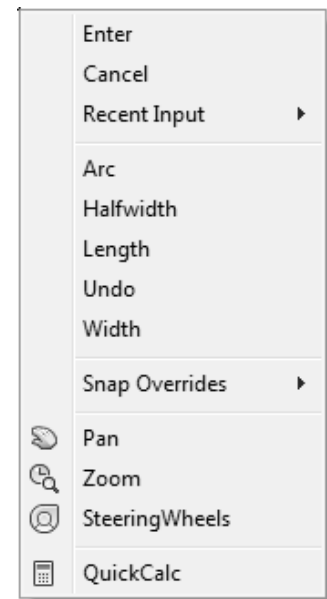 Enter
Cancel
Recent Input
Arc
Halfwidth
Length
Undo
Width
Snap Overrides
Pan
Zoom
SteeringWheels
QuickCalc